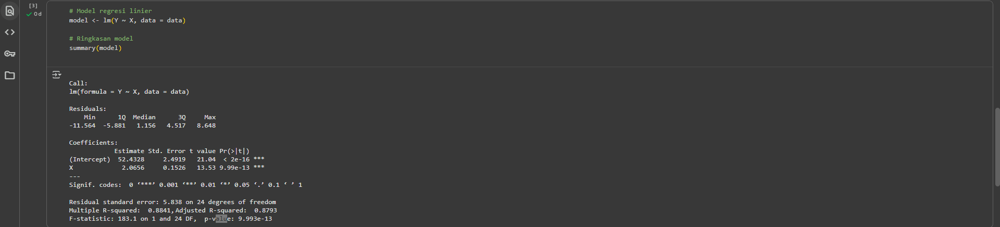 [3]
0 d
# Model regresi linier
model <- lm(Y ~ X, data = data)
# Ringkasan model
summary(model)
Call:
lm(formula = Y ~ X, data = data)
Residuals:
    Min      1Q  Median      3Q     Max
-11.564  -5.881   1.156   4.517   8.648
Coefficients:
            Estimate Std. Error t value Pr(>|t|)
(Intercept)  52.4328     2.4919   21.04  < 2e-16 ***
X             2.0656     0.1526   13.53 9.99e-13 ***
---
Signif. codes:  0 ‘***’ 0.001 ‘**’ 0.01 ‘*’ 0.05 ‘.’ 0.1 ‘ ’ 1
Residual standard error: 5.838 on 24 degrees of freedom
Multiple R-squared:  0.8841, Adjusted R-squared:  0.8793
F-statistic: 183.1 on 1 and 24 DF,  p-value: 9.993e-13